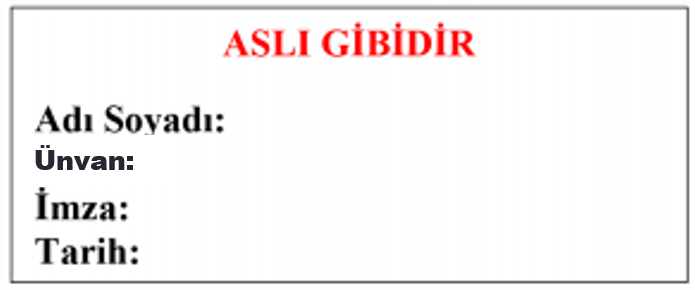 ASLI GİBİDİR
Adı Soyadı:
Ünvan:
İmza:
Tarih: